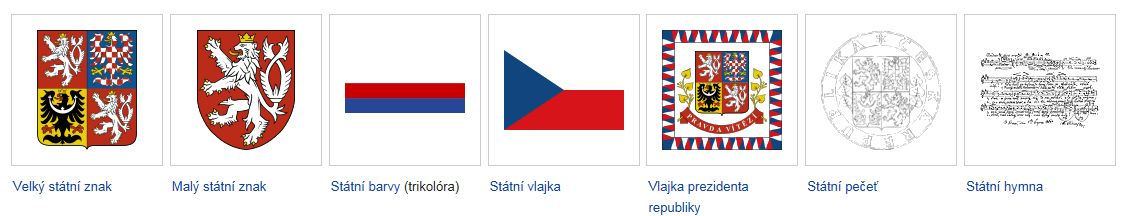 PRAVDA VÍTĚZÍ
Velký státní znak
Malý státní znak
Státní barvy (trikolóra)
Státní vlajka
Vlajka prezidenta
republiky
Státní pečeť
Státní hymna